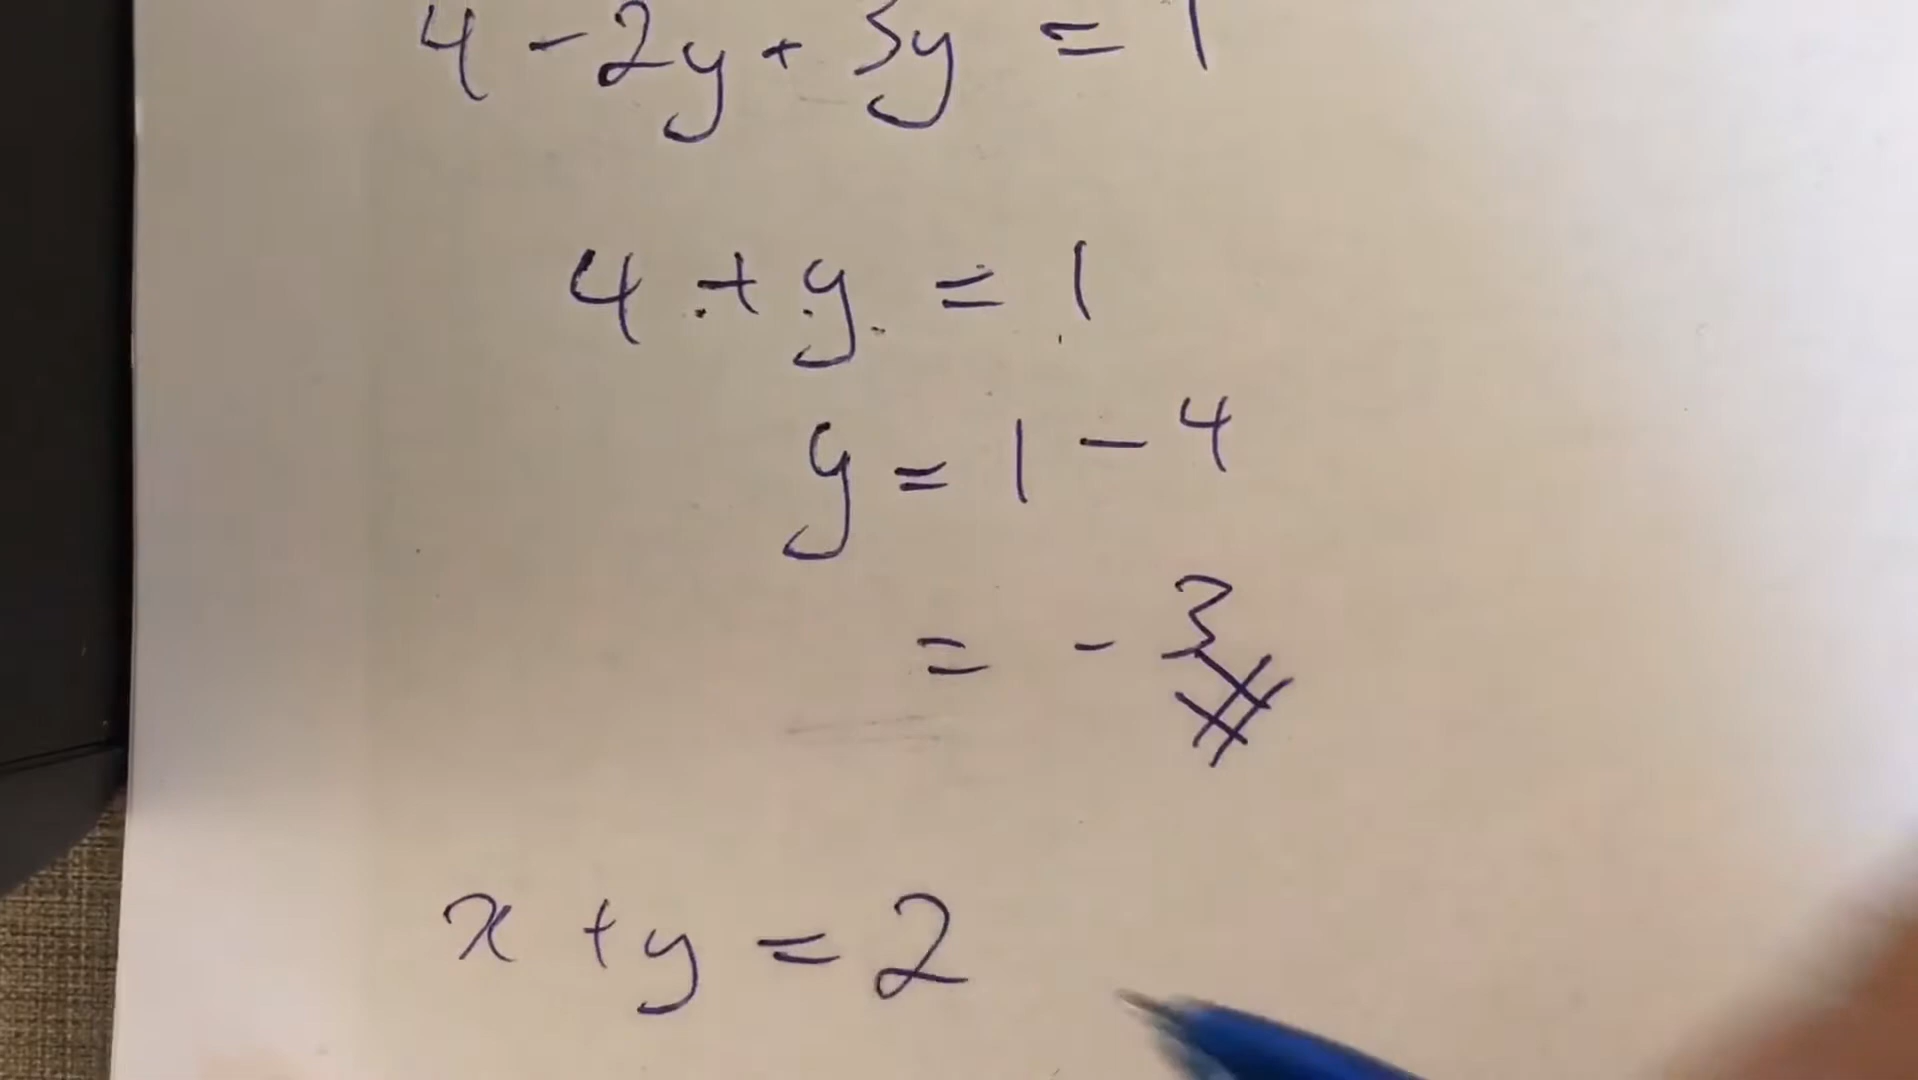 4 - 2y + 3y = 1
4 + y = 1
y = 1 - 4
= - 3
x + y = 2